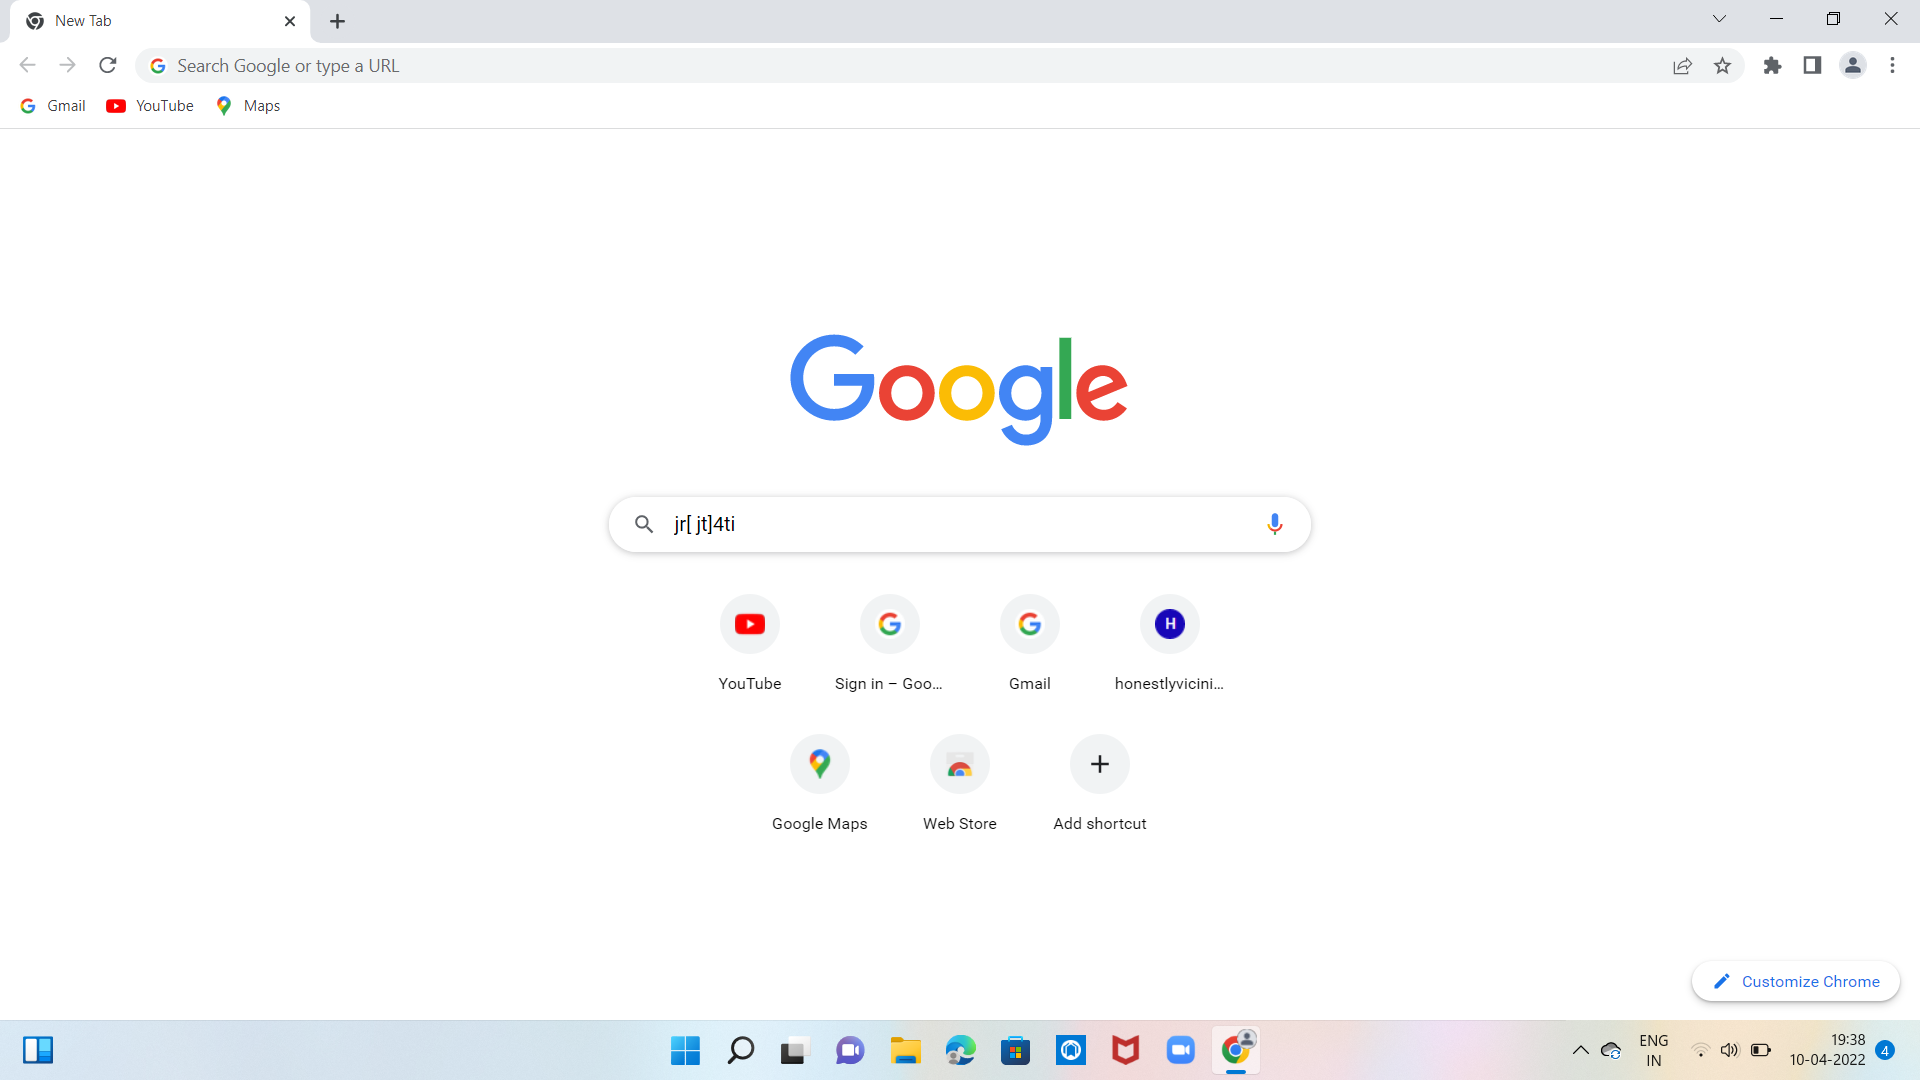 New Tab
Search Google or type a URL
Gmail YouTube Maps
Google
jr[ jt]4ti
YouTube Sign in – Goo... Gmail honestlyvicini...
H
Google Maps Web Store Add shortcut
Customize Chrome
ENG
IN
19:38
10-04-2022
4